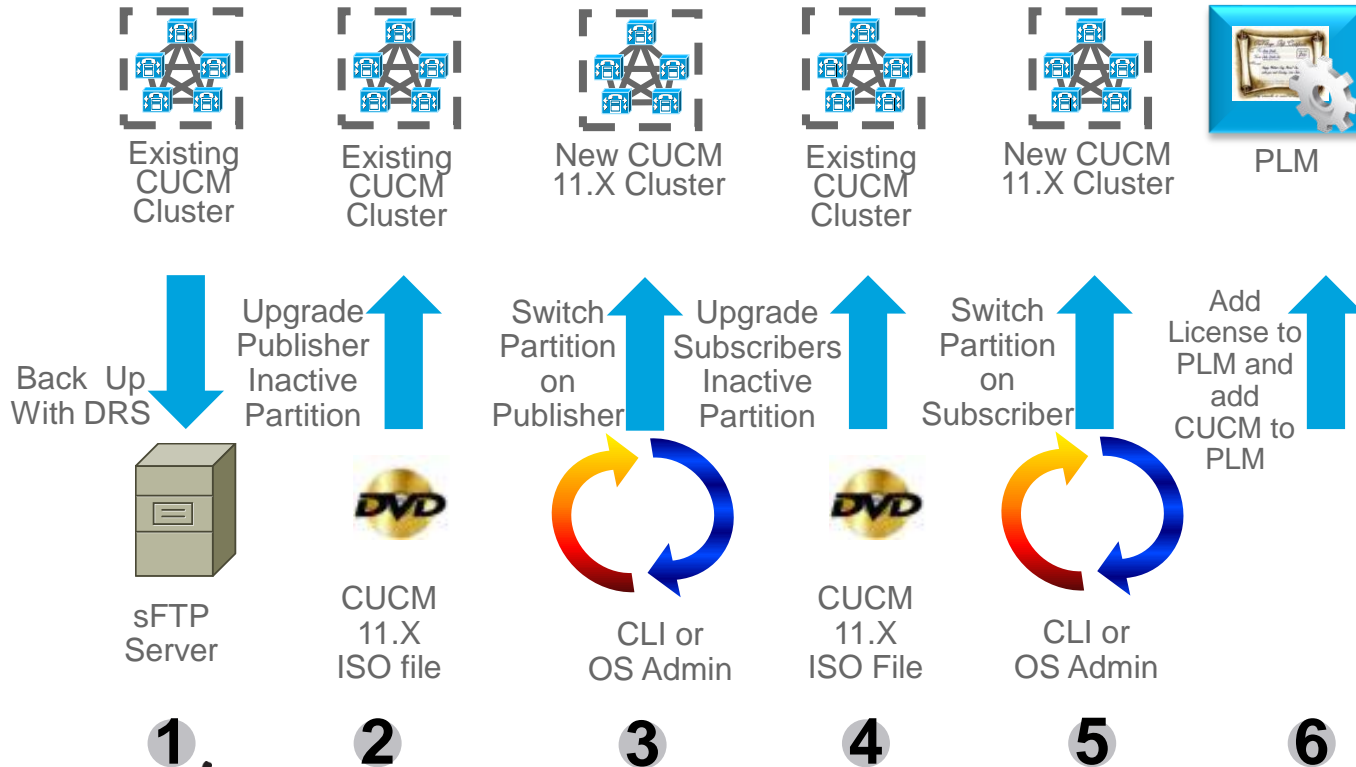 Existing
CUCM
Cluster
Existing
CUCM
Cluster
New CUCM
11.X Cluster
Existing
CUCM
Cluster
New CUCM
11.X Cluster
PLM
Back Up
With DRS
Upgrade
Publisher
Inactive
Partition
Switch
Partition
on
Publisher
Upgrade
Subscribers
Inactive
Partition
Switch
Partition
on
Subscriber
Add
License to
PLM and
add
CUCM to
PLM
sFTP
Server
DVD
CUCM
11.X
ISO file
CLI or
OS Admin
DVD
CUCM
11.X
ISO File
CLI or
OS Admin
1.
2
3
4
5
6